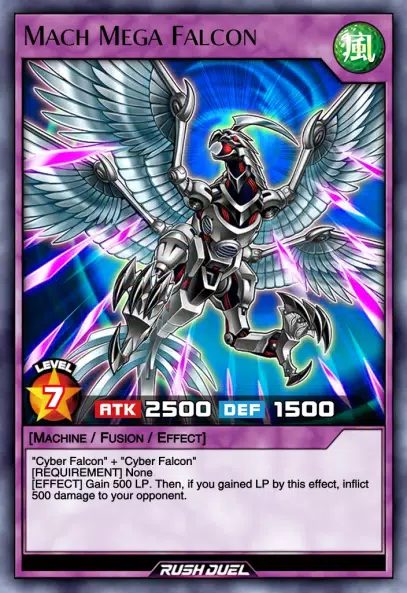 MACH MEGA FALCON
風
LEVEL
7
ATK 2500 DEF 1500
[MACHINE / FUSION / EFFECT]
"Cyber Falcon" + "Cyber Falcon"
[REQUIREMENT] None
[EFFECT] Gain 500 LP. Then, if you gained LP by this effect, inflict
500 damage to your opponent.
RUSH DUEL